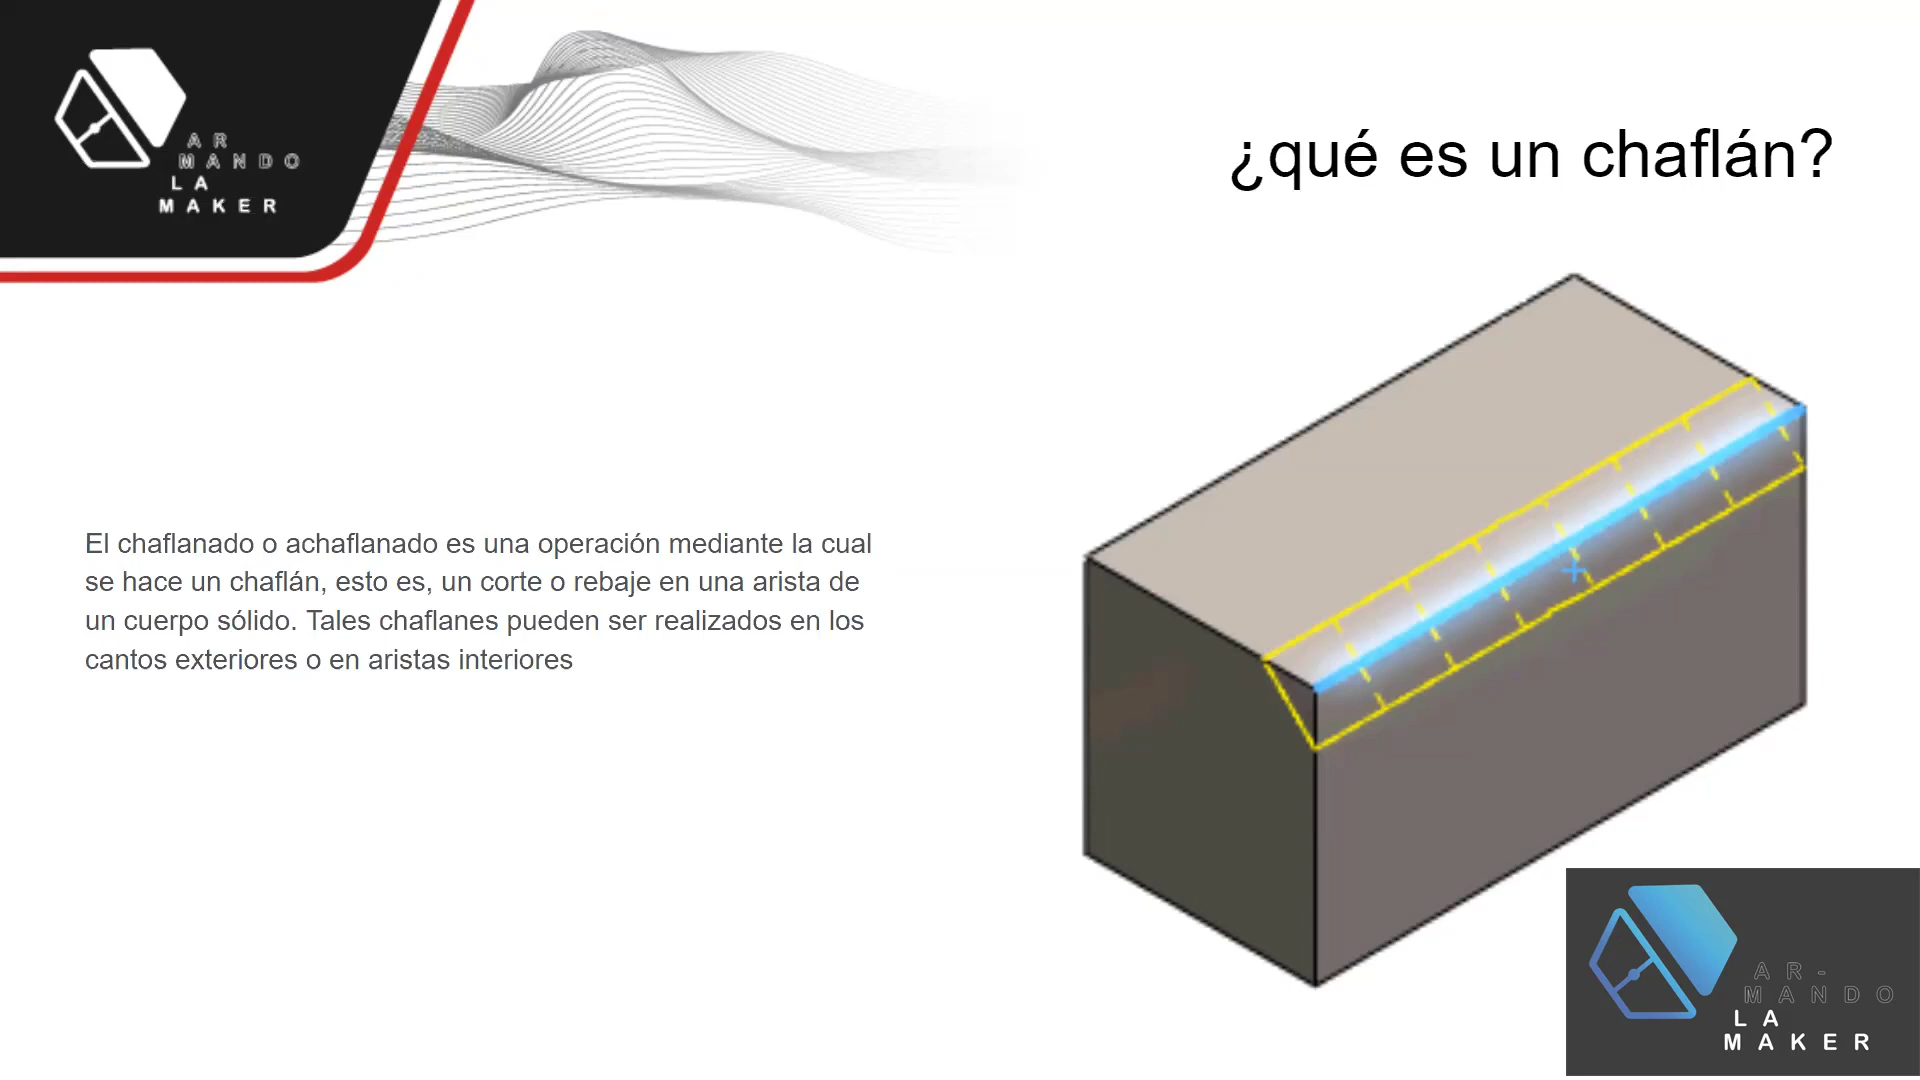 AR
MANDO
LA
MAKER
¿qué es un chaflán?
El chaflanado o achaflanado es una operación mediante la cual
se hace un chaflán, esto es, un corte o rebaje en una arista de
un cuerpo sólido. Tales chaflanes pueden ser realizados en los
cantos exteriores o en aristas interiores
AR-
MANDO
LA
MAKER